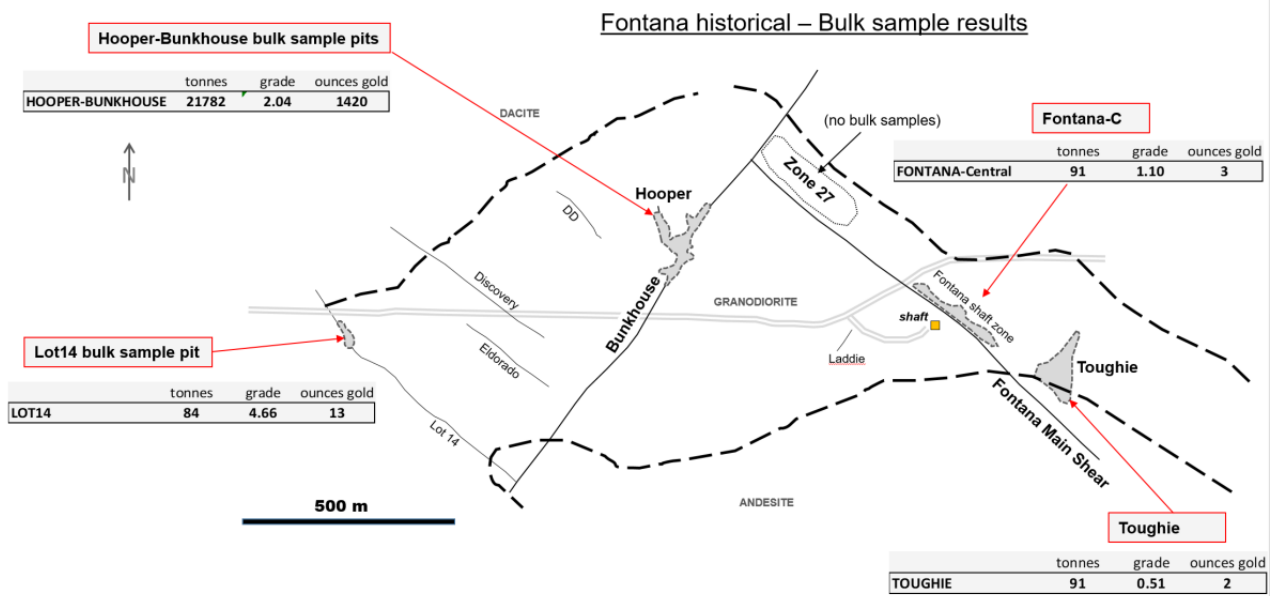 Fontana historical – Bulk sample results
Hooper-Bunkhouse bulk sample pits
tonnes grade ounces gold
HOOPER-BUNKHOUSE 21782 2.04 1420
N
DACITE
(no bulk samples)
Zone 27
Fontana-C
tonnes grade ounces gold
FONTANA-Central 91 1.10 3
Hooper
DD
Discovery
Bunkhouse
GRANODIORITE
Fontana shaft zone
shaft
Laddie
Eldorado
Lot14 bulk sample pit
tonnes grade ounces gold
LOT14 84 4.66 13
Lot 14
Toughie
Fontana Main Shear
500 m
ANDESITE
Toughie
tonnes grade ounces gold
TOUGHIE 91 0.51 2